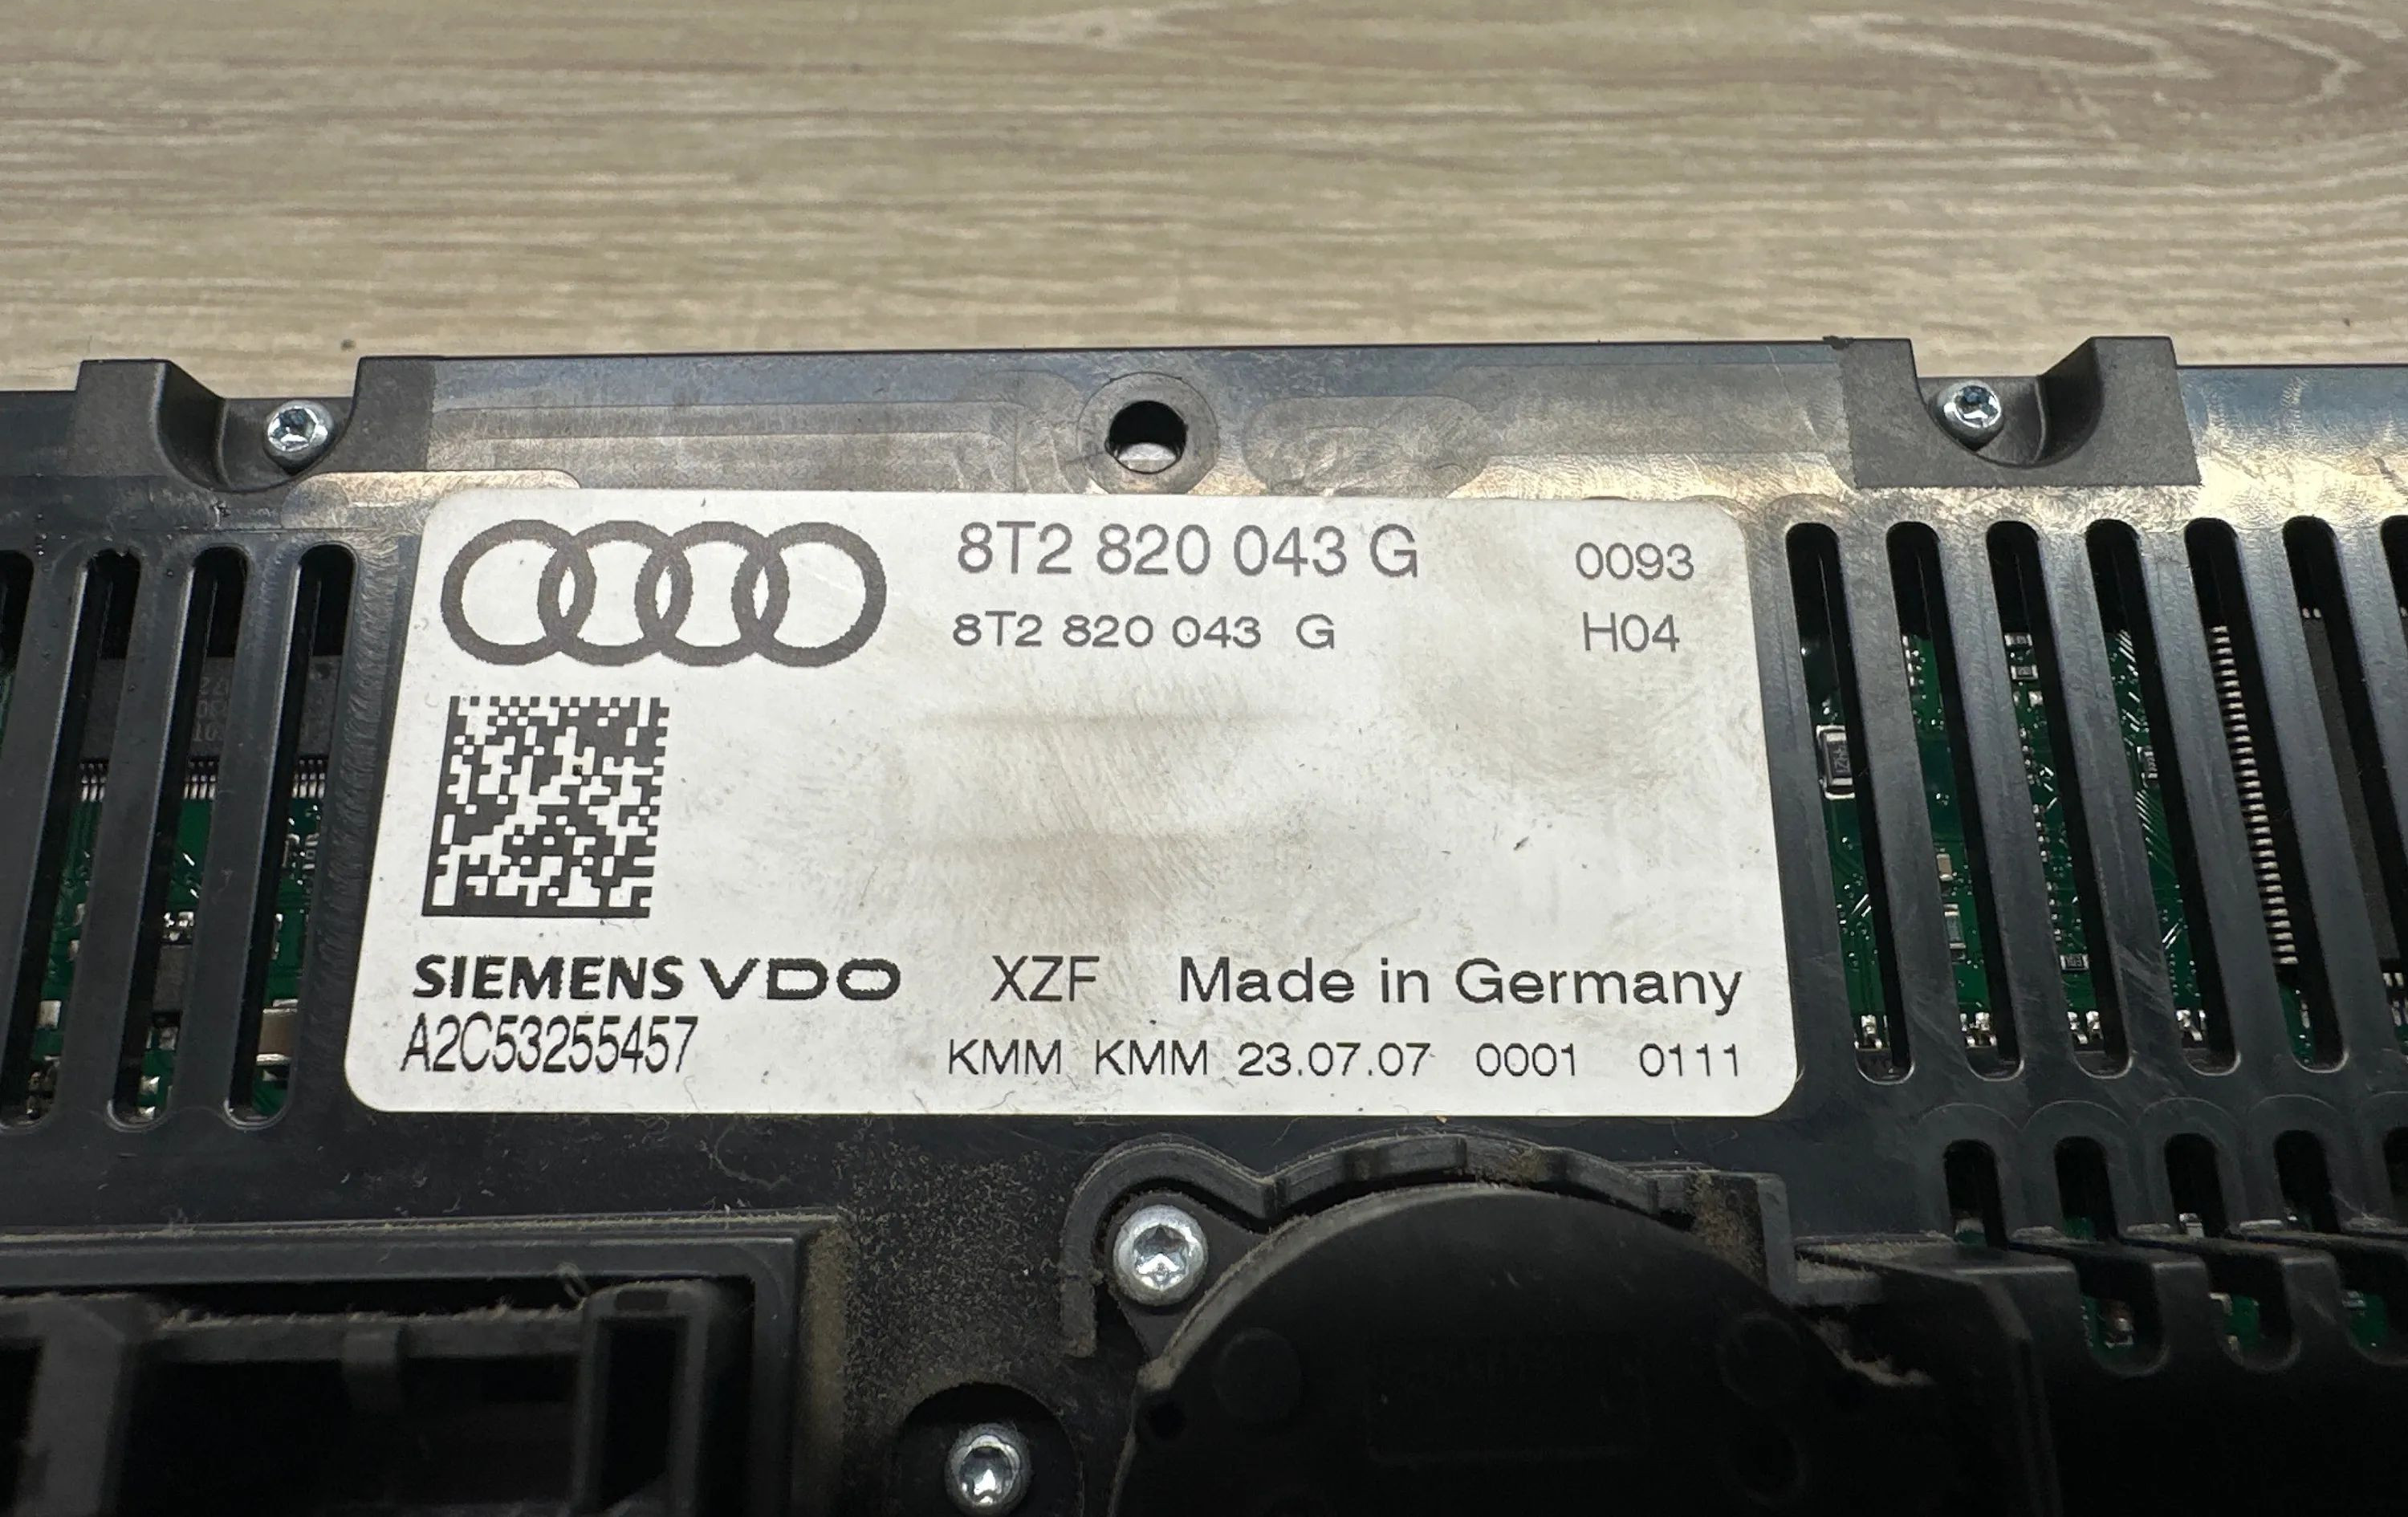 8T2 820 043 G 0093
8T2 820 043 G H04
SIEMENS VDO XZF Made in Germany
A2C53255457 KMM KMM 23.07.07 0001 0111